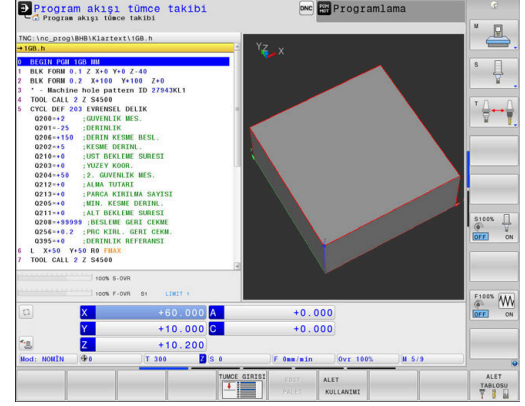 Program akışı tümce takibi
Program akışı tümce takibi
DNC
Programlama
TNC:\nc_prog\BHB\Klartext\1GB.h
→1GB.h
0 BEGIN PGM 1GB MM
1 BLK FORM 0.1 Z X+0 Y+0 Z-40
2 BLK FORM 0.2 X+100 Y+100 Z+0
3 * - Machine hole pattern ID 27943KL1
4 TOOL CALL 2 Z S4500
5 CYCL DEF 203 EVRENSEL DELIK
Q200=+2 ;GUVENLIK MES.
Q201=-25 ;DERINLIK
Q206=+150 ;DERIN KESME BESL.
Q202=+5 ;KESME DERINL.
Q210=+0 ;UST BEKLEME SURESI
Q203=+0 ;YUZEY KOOR.
Q204=+50 ;2. GUVENLIK MES.
Q212=+0 ;ALMA TUTARI
Q213=+0 ;PARCA KIRILMA SAYISI
Q205=+0 ;MIN. KESME DERINL.
Q211=+0 ;ALT BEKLEME SURESI
Q208=+99999 ;BESLEME GERI CEKME
Q256=+0.2 ;PRC KIRL. GERI CEKM.
Q395=+0 ;DERINLIK REFERANSI
6 L X+50 Y+50 R0 FMAX
7 TOOL CALL 2 Z S4500
Y Z X
M
S
T
100% S-OVR
100% F-OVR S1 LIMIT 1
S100%
OFF ON
F100%
OFF ON
X +60.000 A +0.000
Y +10.000 C +0.000
Z +10.200
Mod: NOMİN 0 T 300 Z S 0 F 0mm/min Ovr 100% M 5/9
TUMCE GIRISI
ALET
KULLANIMI
ALET
TABLOSU